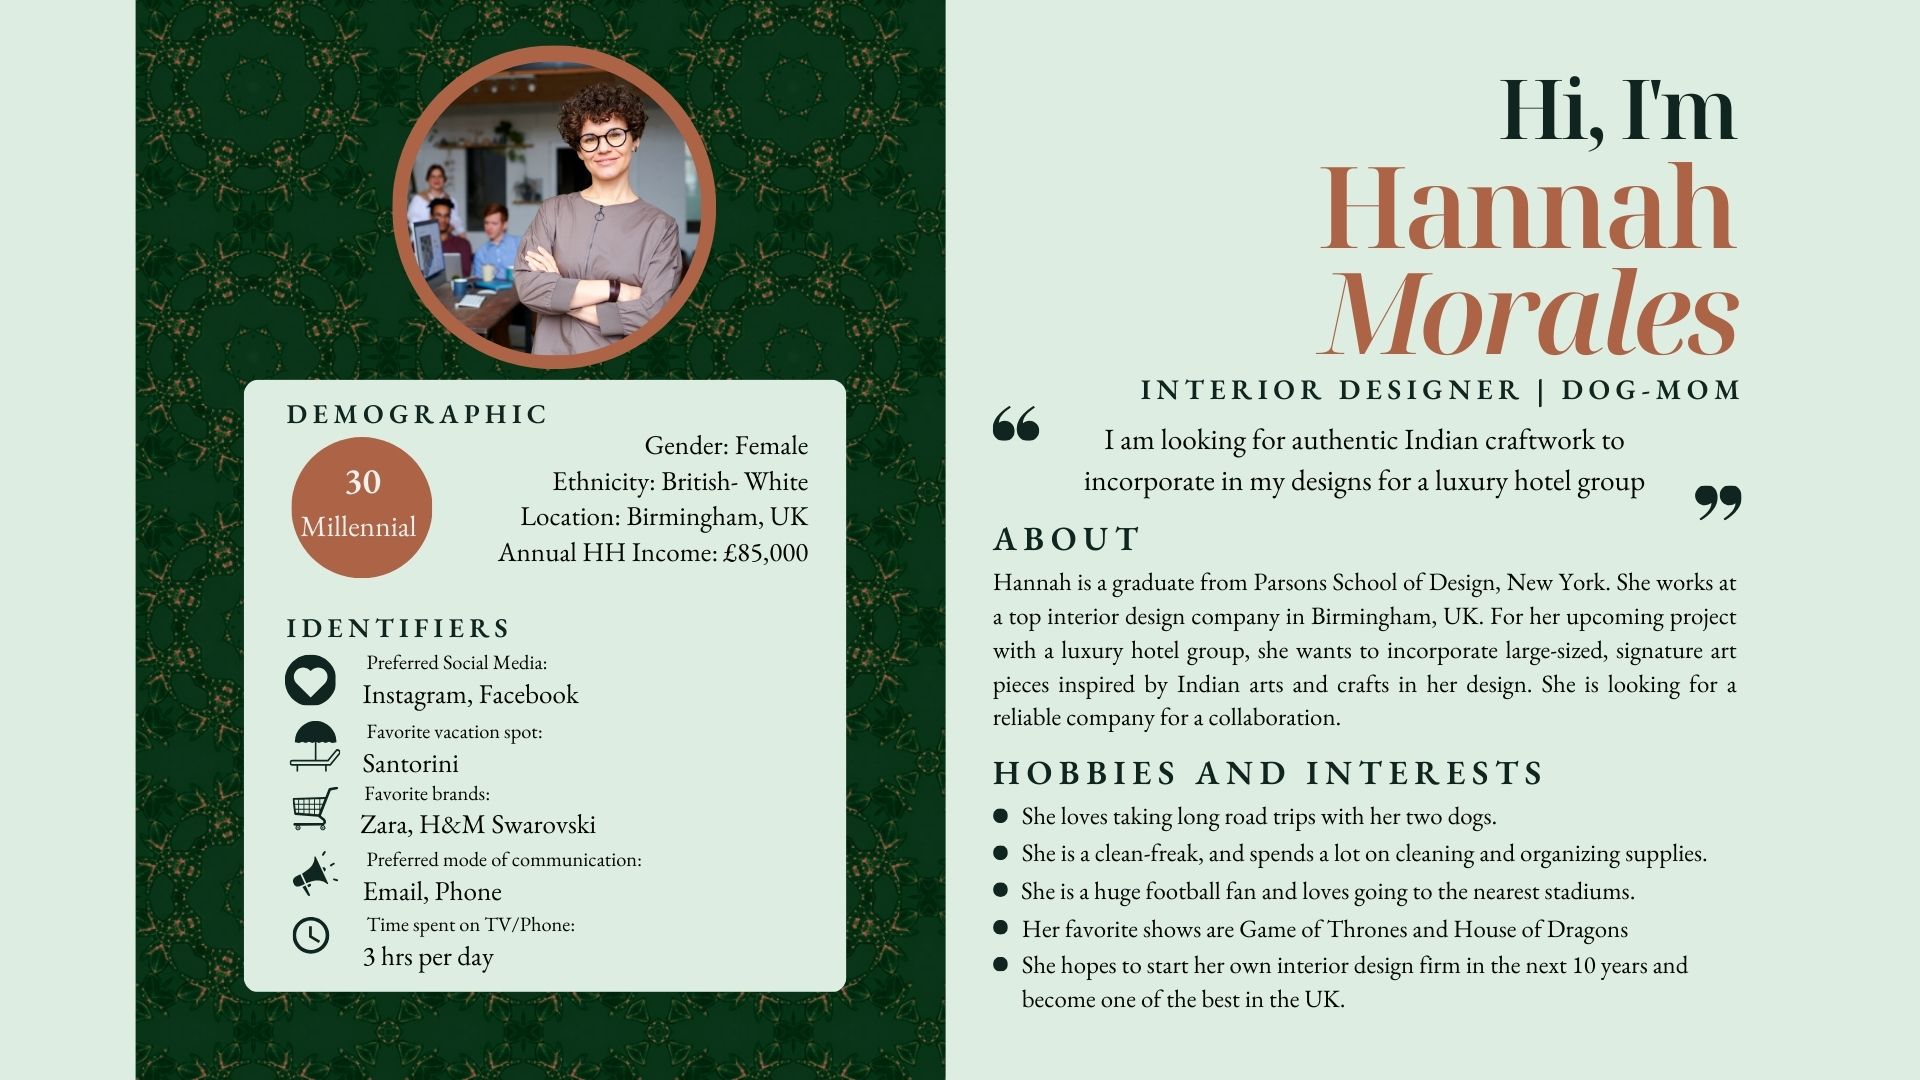 DEMOGRAPHIC
30
Millennial
Gender: Female
Ethnicity: British- White
Location: Birmingham, UK
Annual HH Income: £85,000
IDENTIFIERS
Preferred Social Media:
Instagram, Facebook
Favorite vacation spot:
Santorini
Favorite brands:
Zara, H&M Swarovski
Preferred mode of communication:
Email, Phone
Time spent on TV/Phone:
3 hrs per day
Hi, I'm
Hannah
Morales
INTERIOR DESIGNER | DOG-MOM
“ I am looking for authentic Indian craftwork to
incorporate in my designs for a luxury hotel group ”
ABOUT
Hannah is a graduate from Parsons School of Design, New York. She works at
a top interior design company in Birmingham, UK. For her upcoming project
with a luxury hotel group, she wants to incorporate large-sized, signature art
pieces inspired by Indian arts and crafts in her design. She is looking for a
reliable company for a collaboration.
HOBBIES AND INTERESTS
● She loves taking long road trips with her two dogs.
● She is a clean-freak, and spends a lot on cleaning and organizing supplies.
● She is a huge football fan and loves going to the nearest stadiums.
● Her favorite shows are Game of Thrones and House of Dragons
● She hopes to start her own interior design firm in the next 10 years and
become one of the best in the UK.